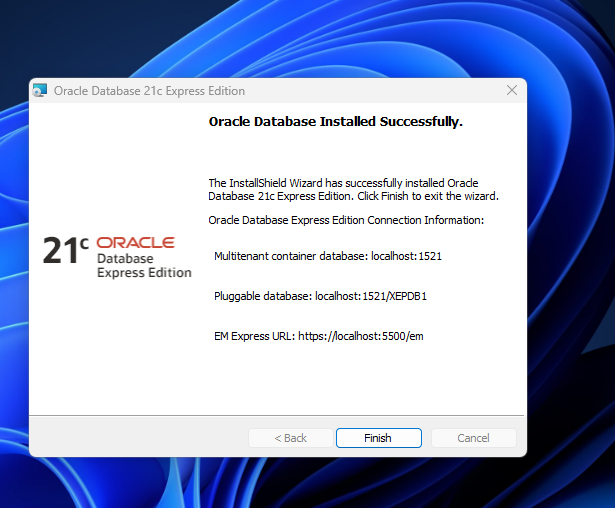 Oracle Database 21c Express Edition
Oracle Database Installed Successfully.
The InstallShield Wizard has successfully installed Oracle
Database 21c Express Edition. Click Finish to exit the wizard.
Oracle Database Express Edition Connection Information:
21c ORACLE
Database
Express Edition
Multitenant container database: localhost:1521
Pluggable database: localhost:1521/XEPDB1
EM Express URL: https://localhost:5500/em
< Back
Finish
Cancel